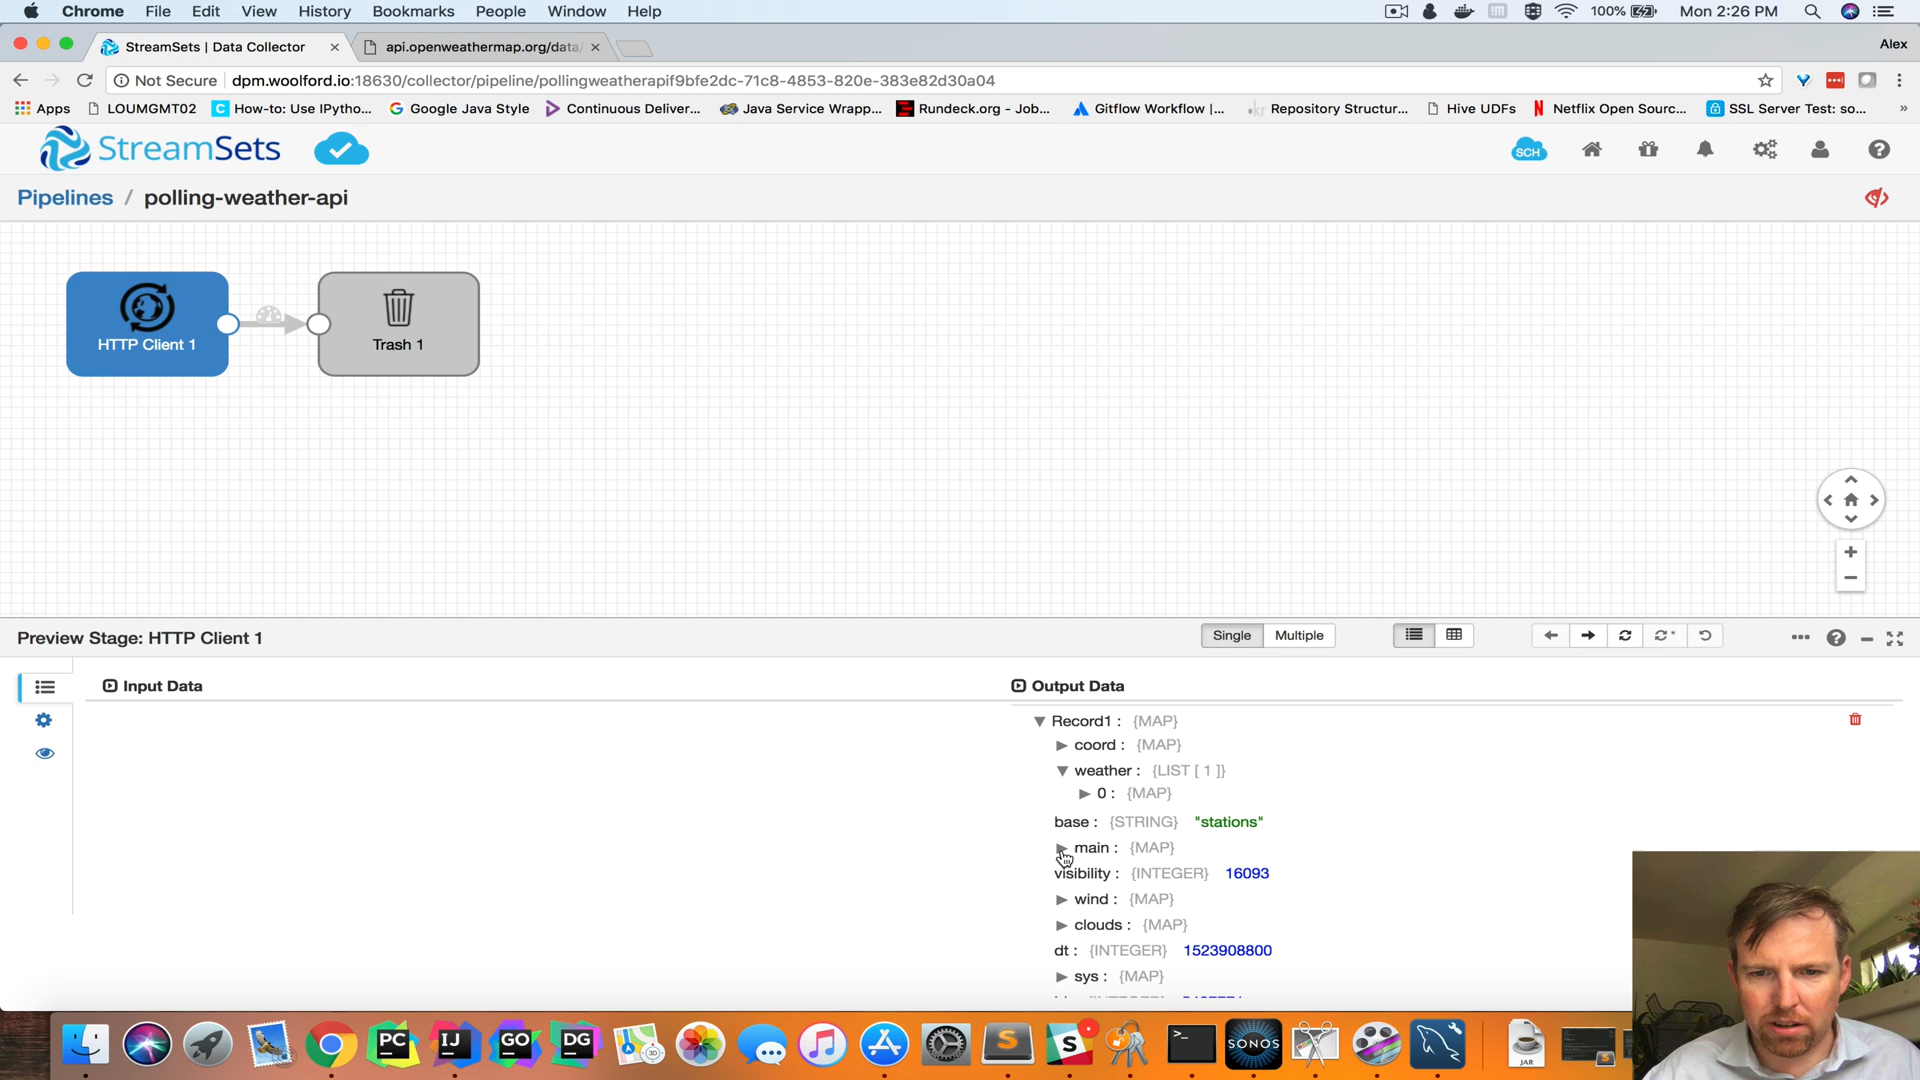 Chrome File Edit View History Bookmarks People Window Help 100% Mon 2:26 PM
StreamSets | Data Collector api.openweathermap.org/data/ Alex
Not Secure dpm.woolford.io:18630/collector/pipeline/pollingweatherapif9bfe2dc-71c8-4853-820e-383e82d30a04
Apps LOUMGMT02 How-to: Use IPytho... Google Java Style Continuous Deliver... Java Service Wrapp... Rundeck.org - Job... Gitflow Workflow |... Repository Structur... Hive UDFs Netflix Open Sourc... SSL Server Test: so... »
StreamSets SCH
Pipelines / polling-weather-api
HTTP Client 1 Trash 1
Preview Stage: HTTP Client 1 Single Multiple
Input Data Output Data
Record1 : {MAP}
coord : {MAP}
weather : {LIST [ 1 ]}
0 : {MAP}
base : {STRING} "stations"
main : {MAP}
visibility : {INTEGER} 16093
wind : {MAP}
clouds : {MAP}
dt : {INTEGER} 1523908800
sys : {MAP}
PC IJ GO DG 3D SONOS JAR